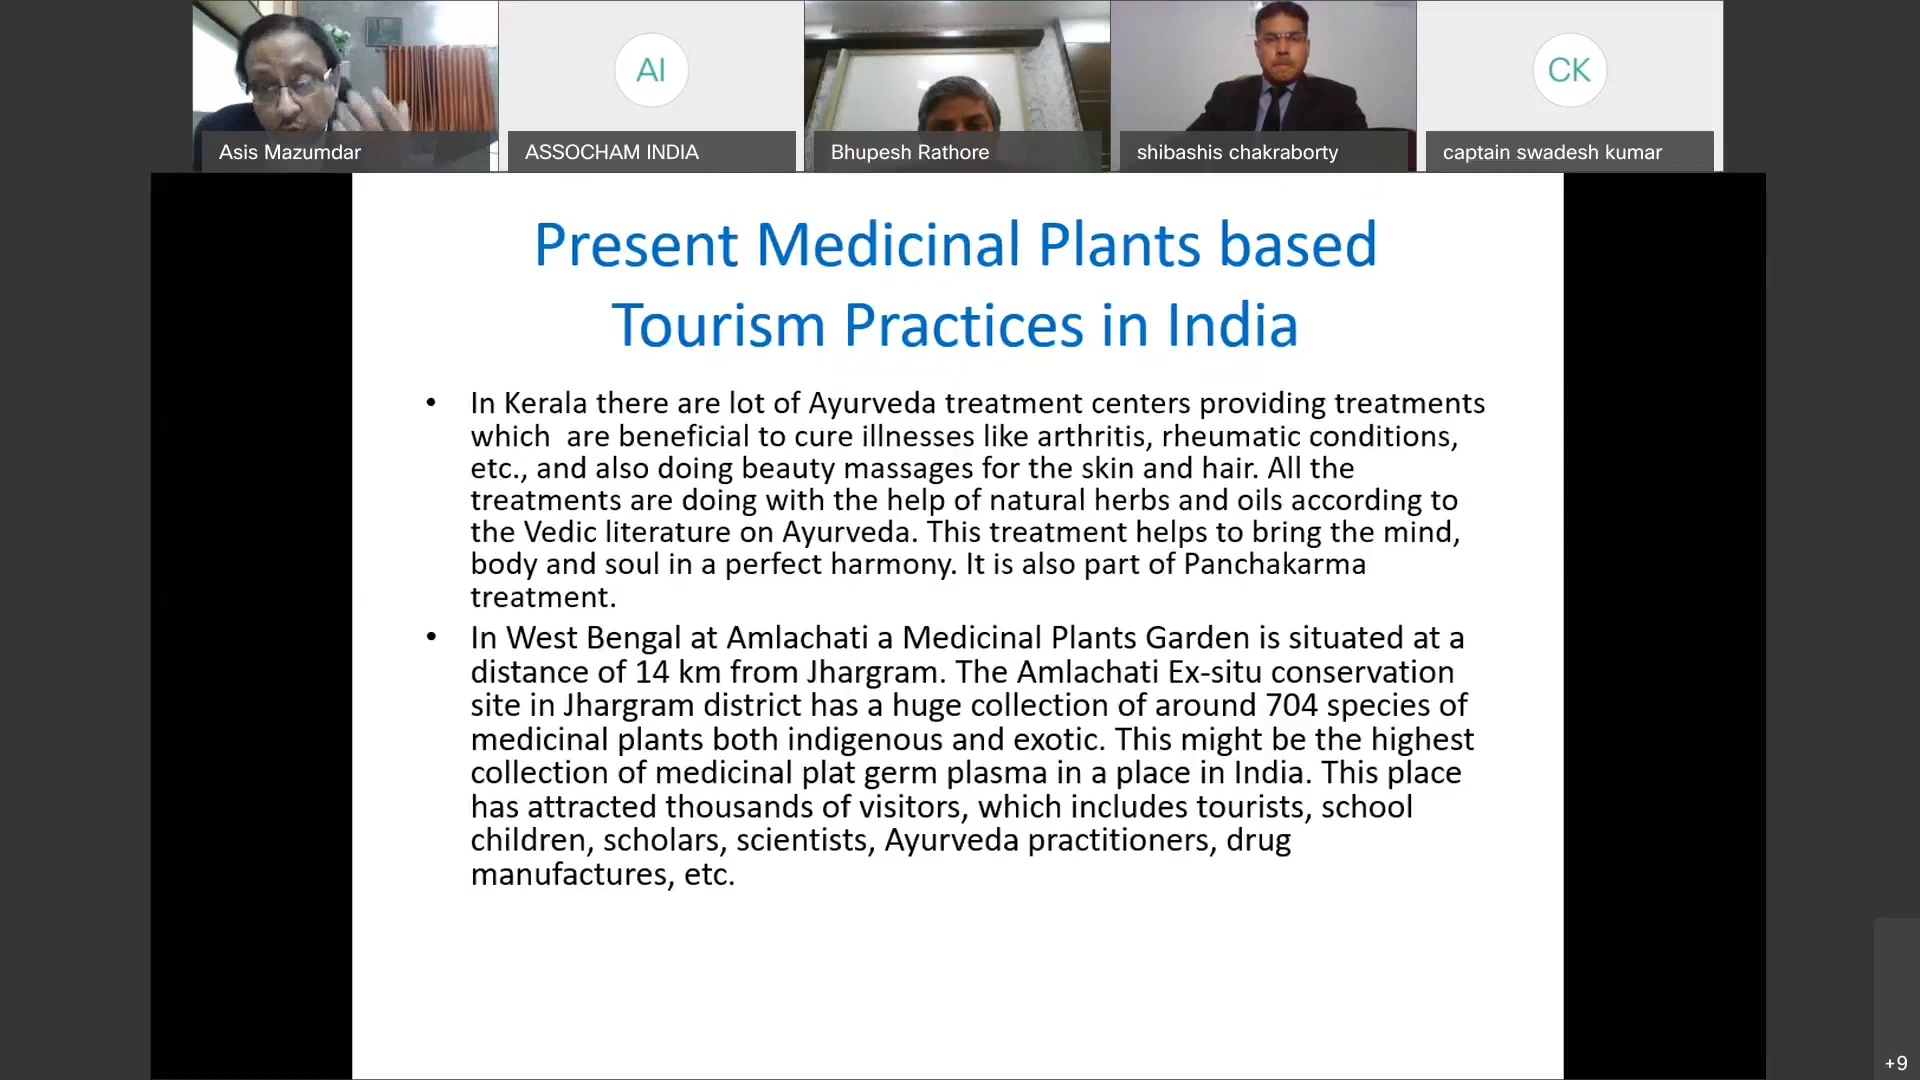 AI
CK
Asis Mazumdar
ASSOCHAM INDIA
Bhupesh Rathore
shibashis chakraborty
captain swadesh kumar
Present Medicinal Plants based
Tourism Practices in India
• In Kerala there are lot of Ayurveda treatment centers providing treatments
which are beneficial to cure illnesses like arthritis, rheumatic conditions,
etc., and also doing beauty massages for the skin and hair. All the
treatments are doing with the help of natural herbs and oils according to
the Vedic literature on Ayurveda. This treatment helps to bring the mind,
body and soul in a perfect harmony. It is also part of Panchakarma
treatment.
• In West Bengal at Amlachati a Medicinal Plants Garden is situated at a
distance of 14 km from Jhargram. The Amlachati Ex-situ conservation
site in Jhargram district has a huge collection of around 704 species of
medicinal plants both indigenous and exotic. This might be the highest
collection of medicinal plat germ plasma in a place in India. This place
has attracted thousands of visitors, which includes tourists, school
children, scholars, scientists, Ayurveda practitioners, drug
manufactures, etc.
+9